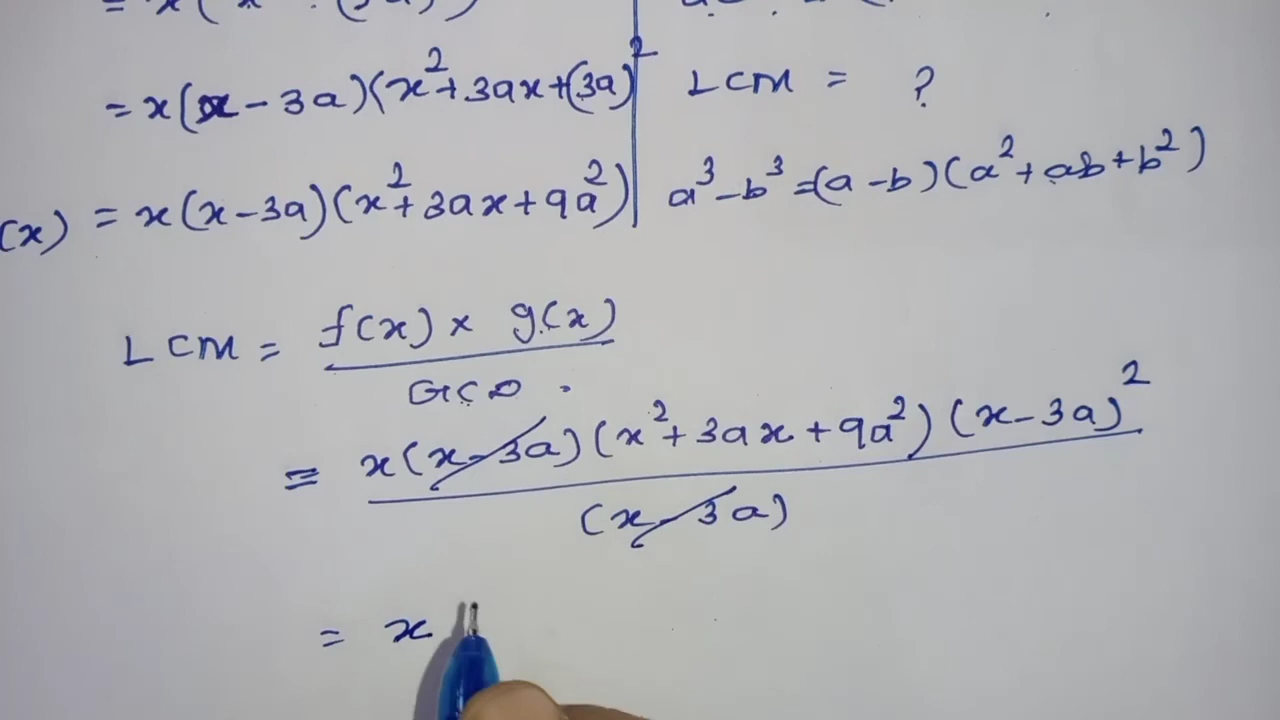 = x(x-3a)(x²+3ax+(3a)²
(x) = x(x-3a)(x²+3ax+9a²)
LCM = ?
a³-b³=(a-b)(a²+ab+b²)
LCM = f(x) × g(x)
GCD .
= x(x-3a)(x²+3ax+9a²)(x-3a)²
(x-3a)
= x